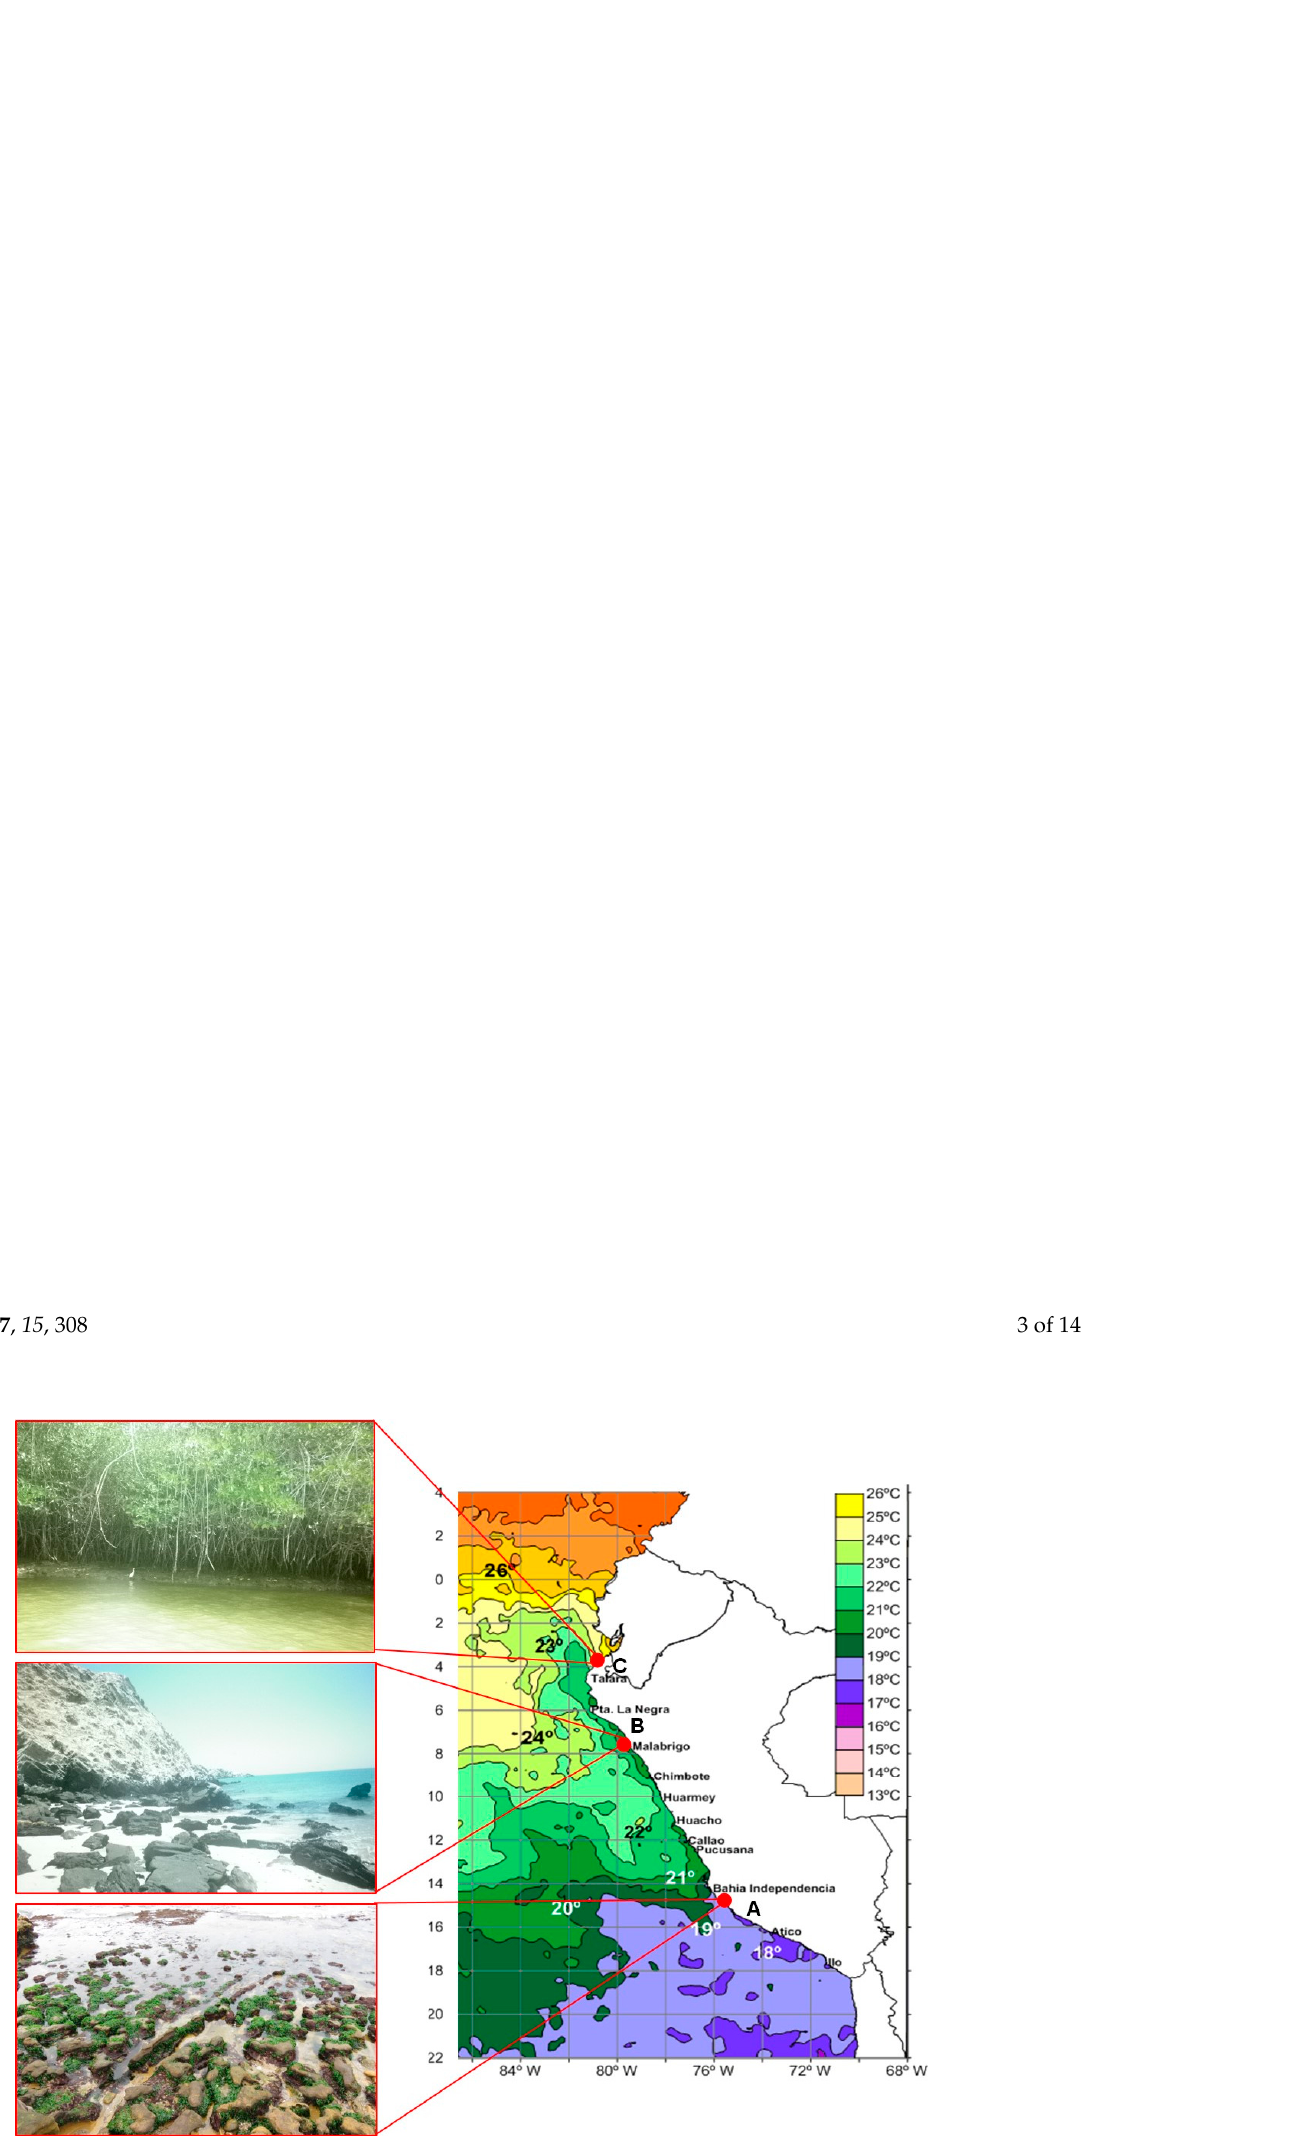 7, 15, 308
3 of 14
4
2
0
2
4
6
8
10
12
14
16
18
20
22
84° W
80° W
76° W
72° W
68° W
26°
23°
24°
22°
21°
20°
19°
18°
C
Talara
Pta. La Negra
B
Malabrigo
Chimbote
Huarmey
Huacho
Callao
Pucusana
Bahia Independencia
A
Atico
Ilo
26ºC
25ºC
24ºC
23ºC
22ºC
21ºC
20ºC
19ºC
18ºC
17ºC
16ºC
15ºC
14ºC
13ºC